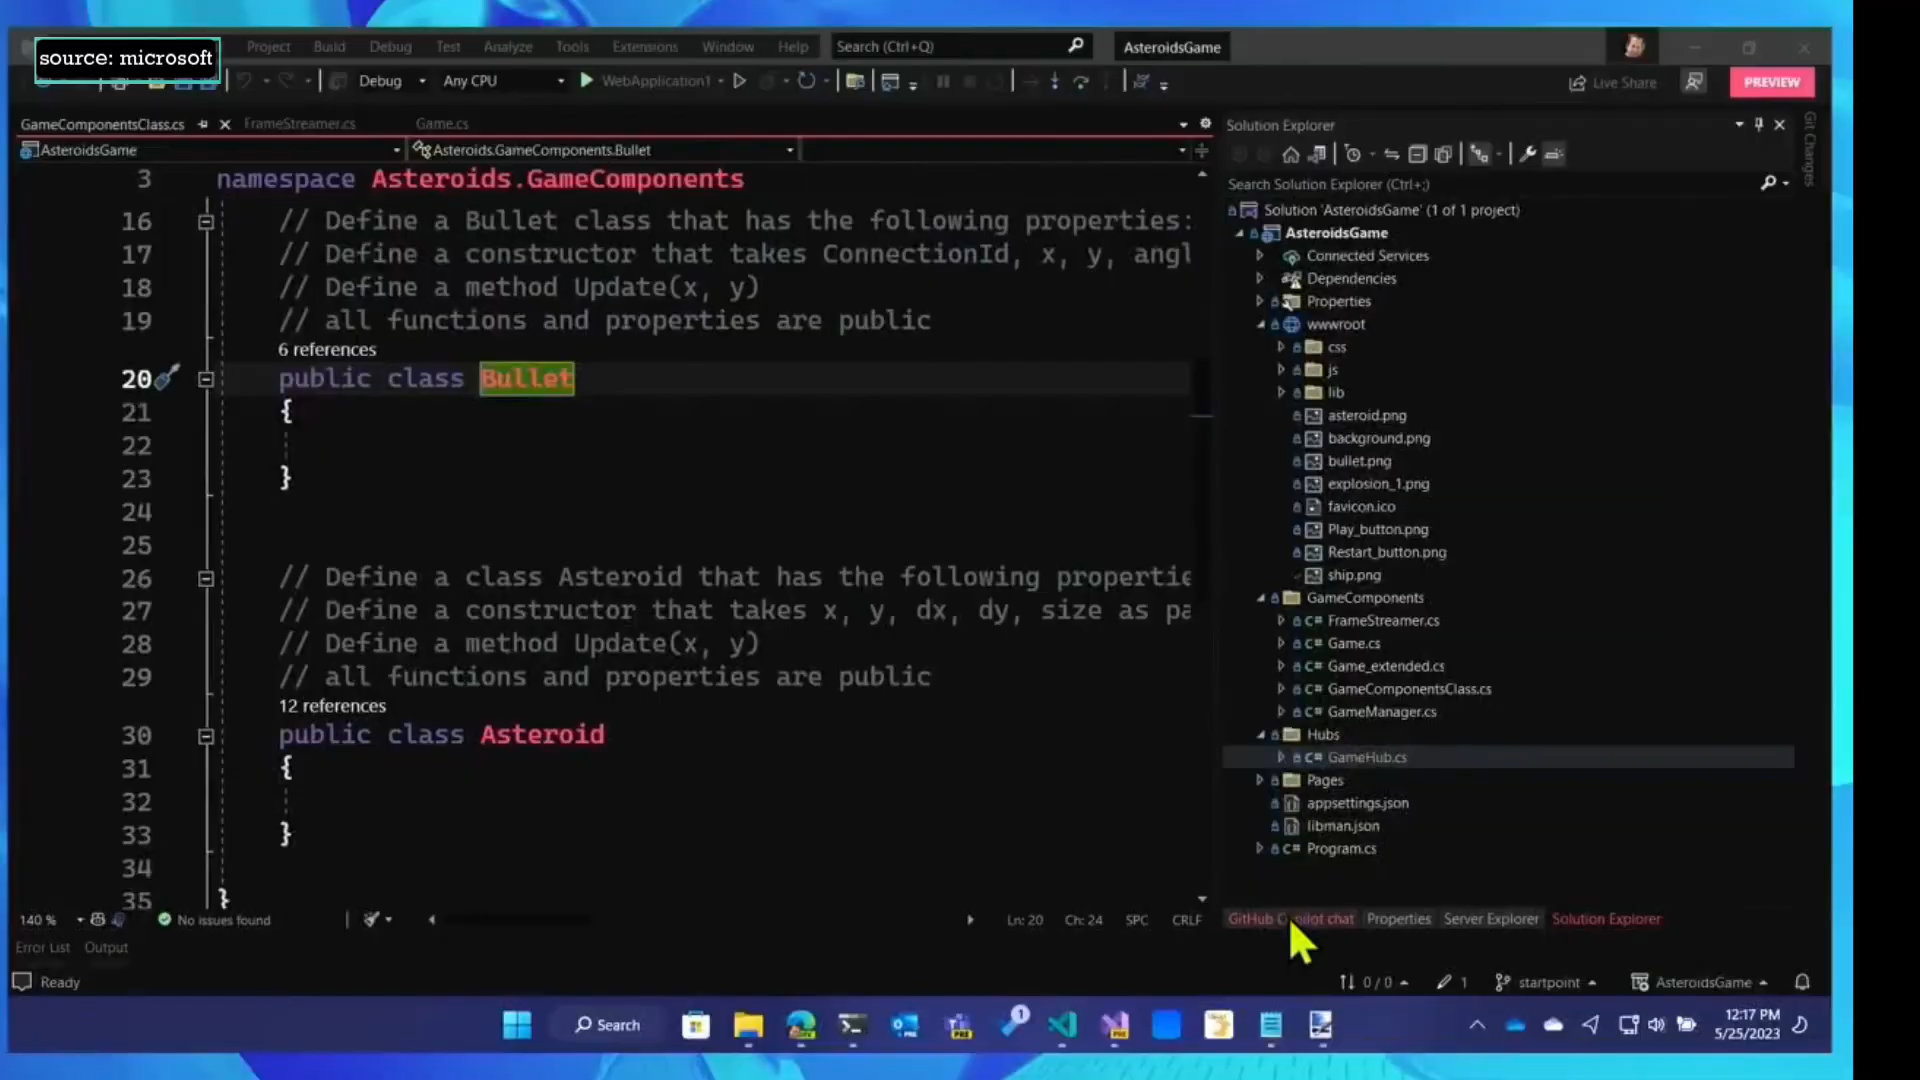 source: microsoft
Project Build Debug Test Analyze Tools Extensions Window Help Search (Ctrl+Q) AsteroidsGame
Debug Any CPU WebApplication1 Live Share PREVIEW
GameComponentsClass.cs FrameStreamer.cs Game.cs
AsteroidsGame Asteroids.GameComponents.Bullet
3 namespace Asteroids.GameComponents
16 // Define a Bullet class that has the following properties:
17 // Define a constructor that takes ConnectionId, x, y, angl
18 // Define a method Update(x, y)
19 // all functions and properties are public
6 references
20 public class Bullet
21 {
22
23 }
24
25
26 // Define a class Asteroid that has the following propertie
27 // Define a constructor that takes x, y, dx, dy, size as pa
28 // Define a method Update(x, y)
29 // all functions and properties are public
12 references
30 public class Asteroid
31 {
32
33 }
34
35 }
140 % No issues found Ln: 20 Ch: 24 SPC CRLF
Error List Output
Solution Explorer
Search Solution Explorer (Ctrl+;)
Solution 'AsteroidsGame' (1 of 1 project)
AsteroidsGame
Connected Services
Dependencies
Properties
wwwroot
css
js
lib
asteroid.png
background.png
bullet.png
explosion_1.png
favicon.ico
Play_button.png
Restart_button.png
ship.png
GameComponents
C# FrameStreamer.cs
C# Game.cs
C# Game_extended.cs
C# GameComponentsClass.cs
C# GameManager.cs
Hubs
C# GameHub.cs
Pages
appsettings.json
libman.json
C# Program.cs
GitHub Copilot chat Properties Server Explorer Solution Explorer
Git Changes
Ready 0 / 0 1 startpoint AsteroidsGame
Search 1 12:17 PM
5/25/2023